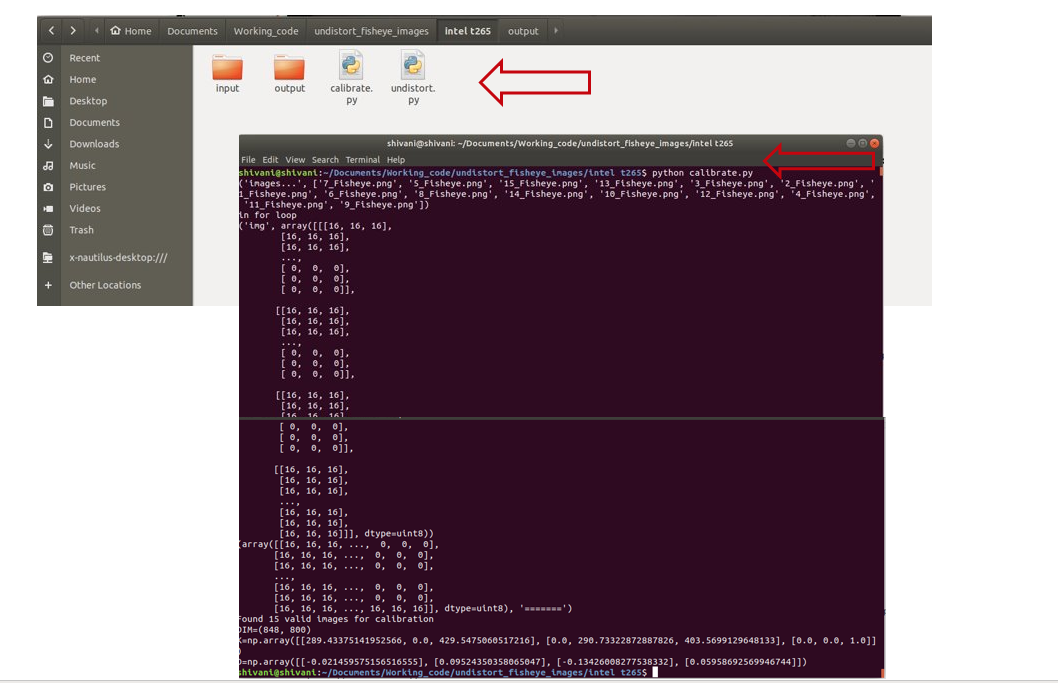 Home Documents Working_code undistort_fisheye_images intel t265 output
Recent
Home
Desktop
Documents
Downloads
Music
Pictures
Videos
Trash
x-nautilus-desktop:///
Other Locations
input output calibrate. undistort.
py py
shivani@shivani: ~/Documents/Working_code/undistort_fisheye_images/intel t265
File Edit View Search Terminal Help
shivani@shivani:~/Documents/Working_code/undistort_fisheye_images/intel t265$ python calibrate.py
('images...', ['7_Fisheye.png', '5_Fisheye.png', '15_Fisheye.png', '13_Fisheye.png', '3_Fisheye.png', '2_Fisheye.png', '
1_Fisheye.png', '6_Fisheye.png', '8_Fisheye.png', '14_Fisheye.png', '10_Fisheye.png', '12_Fisheye.png', '4_Fisheye.png',
'11_Fisheye.png', '9_Fisheye.png'])
in for loop
('img', array([[[16, 16, 16],
[16, 16, 16],
[16, 16, 16],
...,
[ 0, 0, 0],
[ 0, 0, 0],
[ 0, 0, 0]],
[[16, 16, 16],
[16, 16, 16],
[16, 16, 16],
...,
[ 0, 0, 0],
[ 0, 0, 0],
[ 0, 0, 0]],
[[16, 16, 16],
[16, 16, 16],
[16, 16, 16]
[ 0, 0, 0],
[ 0, 0, 0],
[ 0, 0, 0]],
[[16, 16, 16],
[16, 16, 16],
[16, 16, 16],
...,
[16, 16, 16],
[16, 16, 16],
[16, 16, 16]]], dtype=uint8))
(array([[16, 16, 16, ..., 0, 0, 0],
[16, 16, 16, ..., 0, 0, 0],
[16, 16, 16, ..., 0, 0, 0],
...,
[16, 16, 16, ..., 0, 0, 0],
[16, 16, 16, ..., 0, 0, 0],
[16, 16, 16, ..., 16, 16, 16]], dtype=uint8), '=======')
Found 15 valid images for calibration
DIM=(848, 800)
K=np.array([[289.43375141952566, 0.0, 429.5475060517216], [0.0, 290.73322872887826, 403.5699129648133], [0.0, 0.0, 1.0]]
)
D=np.array([[-0.021459575156516555], [0.09524350358065047], [-0.13426008277538332], [0.05958692569946744]])
shivani@shivani:~/Documents/Working_code/undistort_fisheye_images/intel t265$